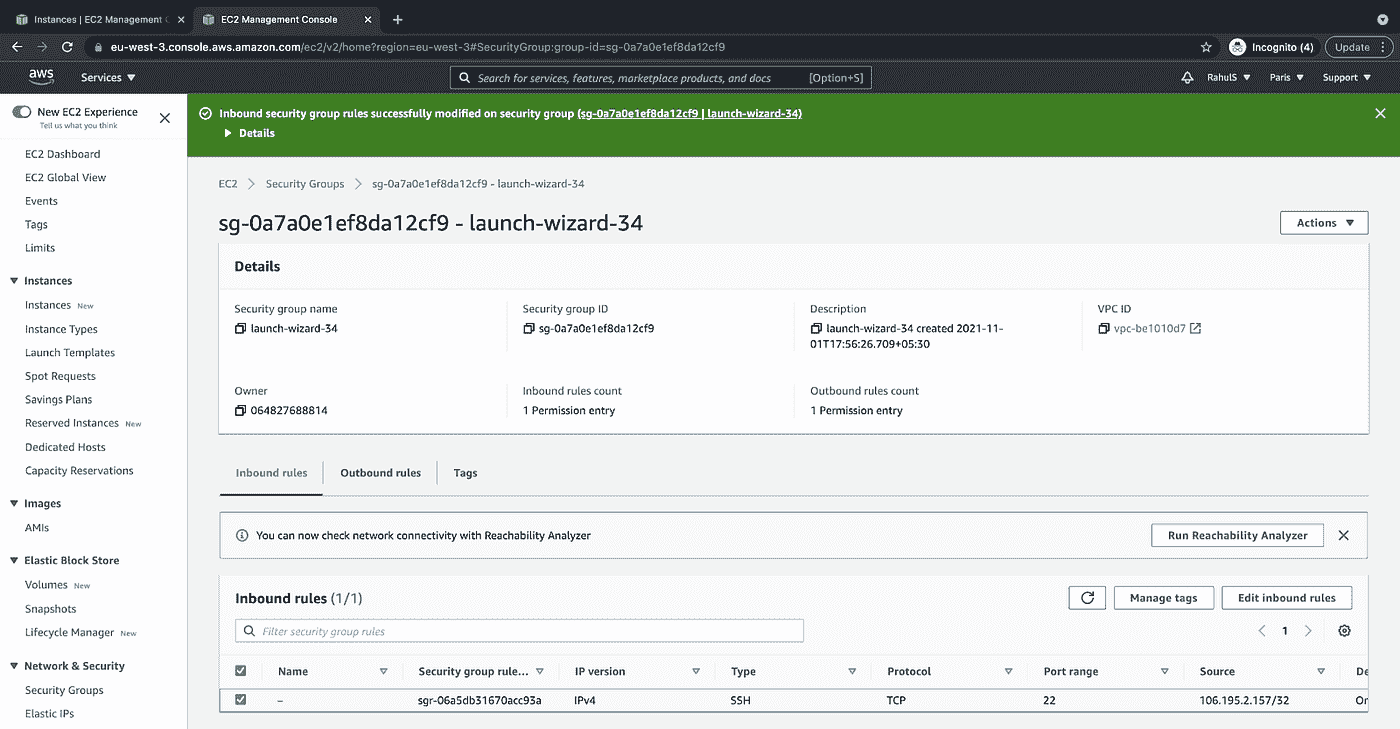 Instances | EC2 Management
EC2 Management Console
eu-west-3.console.aws.amazon.com/ec2/v2/home?region=eu-west-3#SecurityGroup:group-id=sg-0a7a0e1ef8da12cf9
Incognito (4)
Update
aws
Services
Search for services, features, marketplace products, and docs
[Option+S]
RahulS
Paris
Support
New EC2 Experience
Tell us what you think
EC2 Dashboard
EC2 Global View
Events
Tags
Limits
Instances
Instances New
Instance Types
Launch Templates
Spot Requests
Savings Plans
Reserved Instances New
Dedicated Hosts
Capacity Reservations
Images
AMIs
Elastic Block Store
Volumes New
Snapshots
Lifecycle Manager New
Network & Security
Security Groups
Elastic IPs
Inbound security group rules successfully modified on security group (sg-0a7a0e1ef8da12cf9 | launch-wizard-34)
Details
EC2 > Security Groups > sg-0a7a0e1ef8da12cf9 - launch-wizard-34
sg-0a7a0e1ef8da12cf9 - launch-wizard-34
Actions
Details
Security group name
launch-wizard-34
Security group ID
sg-0a7a0e1ef8da12cf9
Description
launch-wizard-34 created 2021-11-
01T17:56:26.709+05:30
VPC ID
vpc-be1010d7
Owner
064827688814
Inbound rules count
1 Permission entry
Outbound rules count
1 Permission entry
Inbound rules
Outbound rules
Tags
You can now check network connectivity with Reachability Analyzer
Run Reachability Analyzer
Inbound rules (1/1)
Manage tags
Edit inbound rules
Filter security group rules
1
Name
Security group rule...
IP version
Type
Protocol
Port range
Source
–
sgr-06a5db31670acc93a
IPv4
SSH
TCP
22
106.195.2.157/32